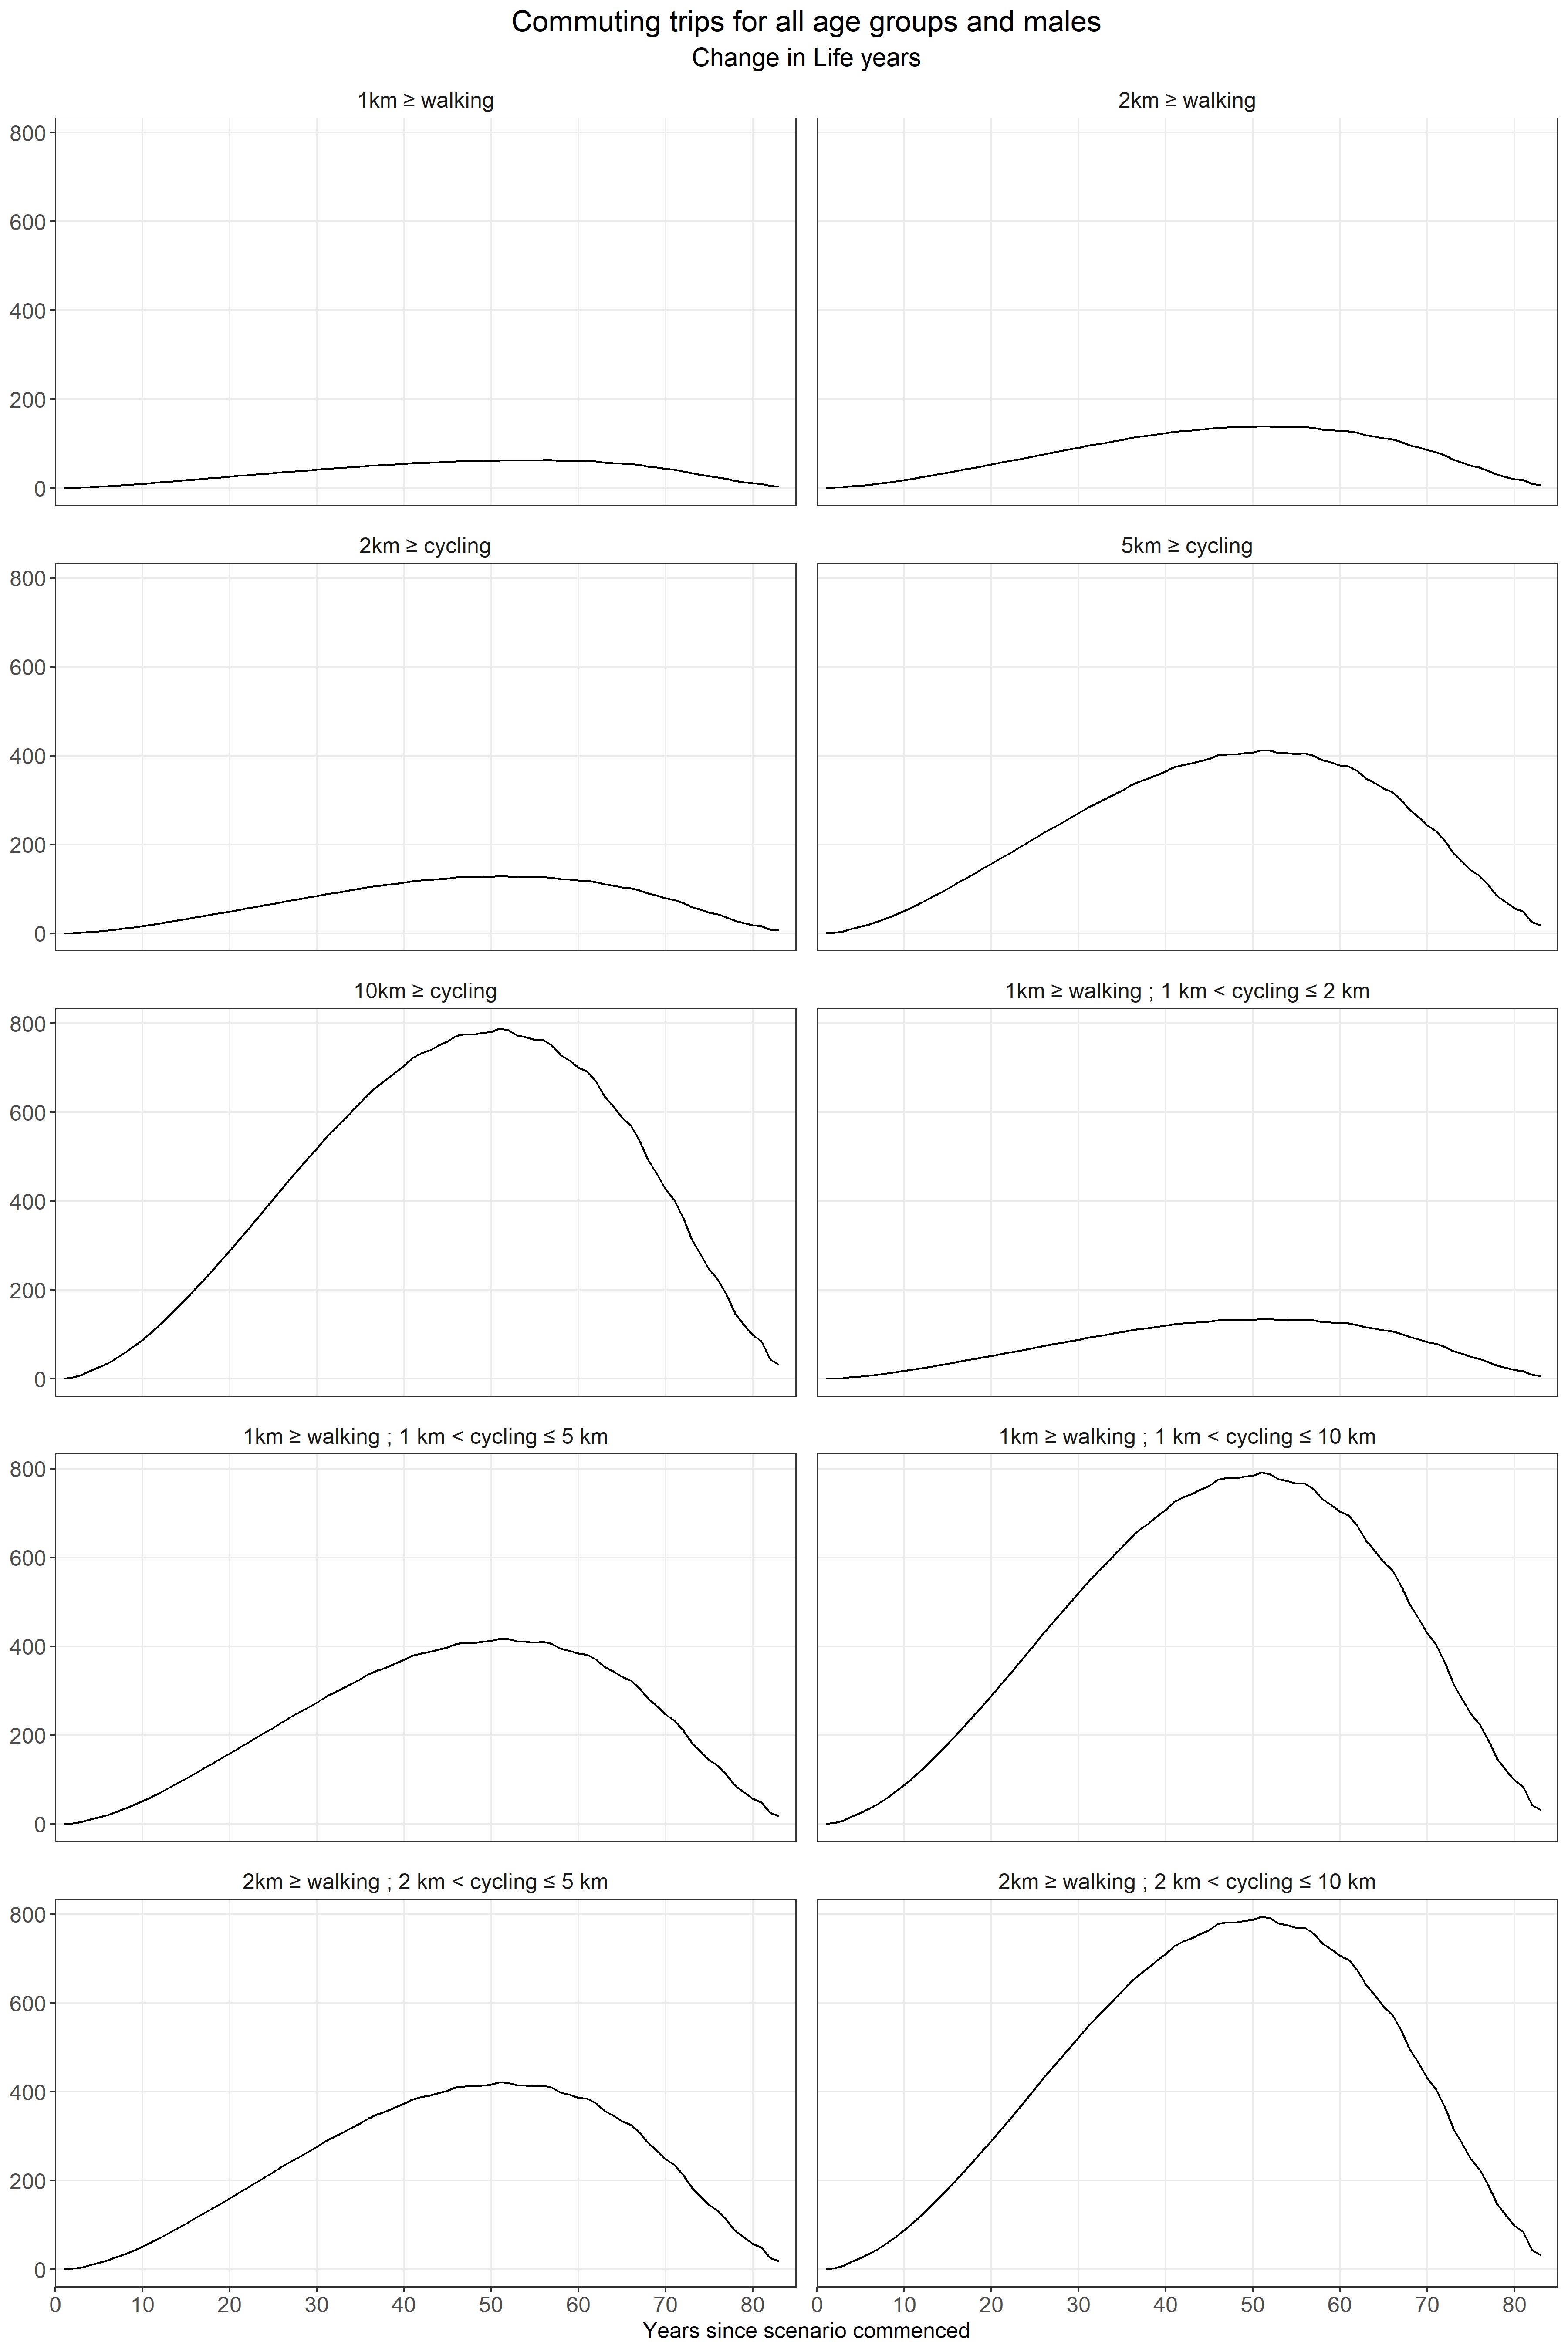 Commuting trips for all age groups and males
Change in Life years
1km ≥ walking
2km ≥ walking
800
600
400
200
0
2km ≥ cycling
5km ≥ cycling
800
600
400
200
0
10km ≥ cycling
1km ≥ walking ; 1 km < cycling ≤ 2 km
800
600
400
200
0
1km ≥ walking ; 1 km < cycling ≤ 5 km
1km ≥ walking ; 1 km < cycling ≤ 10 km
800
600
400
200
0
2km ≥ walking ; 2 km < cycling ≤ 5 km
2km ≥ walking ; 2 km < cycling ≤ 10 km
800
600
400
200
0
0 10 20 30 40 50 60 70 80
0 10 20 30 40 50 60 70 80
Years since scenario commenced